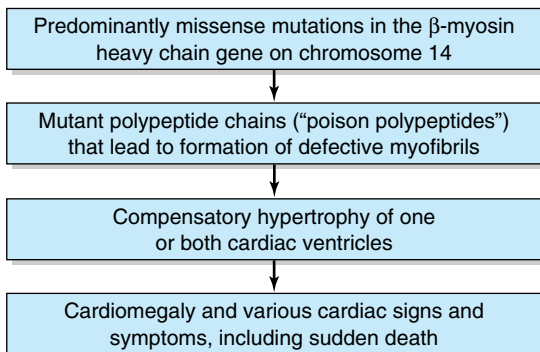 Predominantly missense mutations in the β-myosin
heavy chain gene on chromosome 14
Mutant polypeptide chains (“poison polypeptides”)
that lead to formation of defective myofibrils
Compensatory hypertrophy of one
or both cardiac ventricles
Cardiomegaly and various cardiac signs and
symptoms, including sudden death